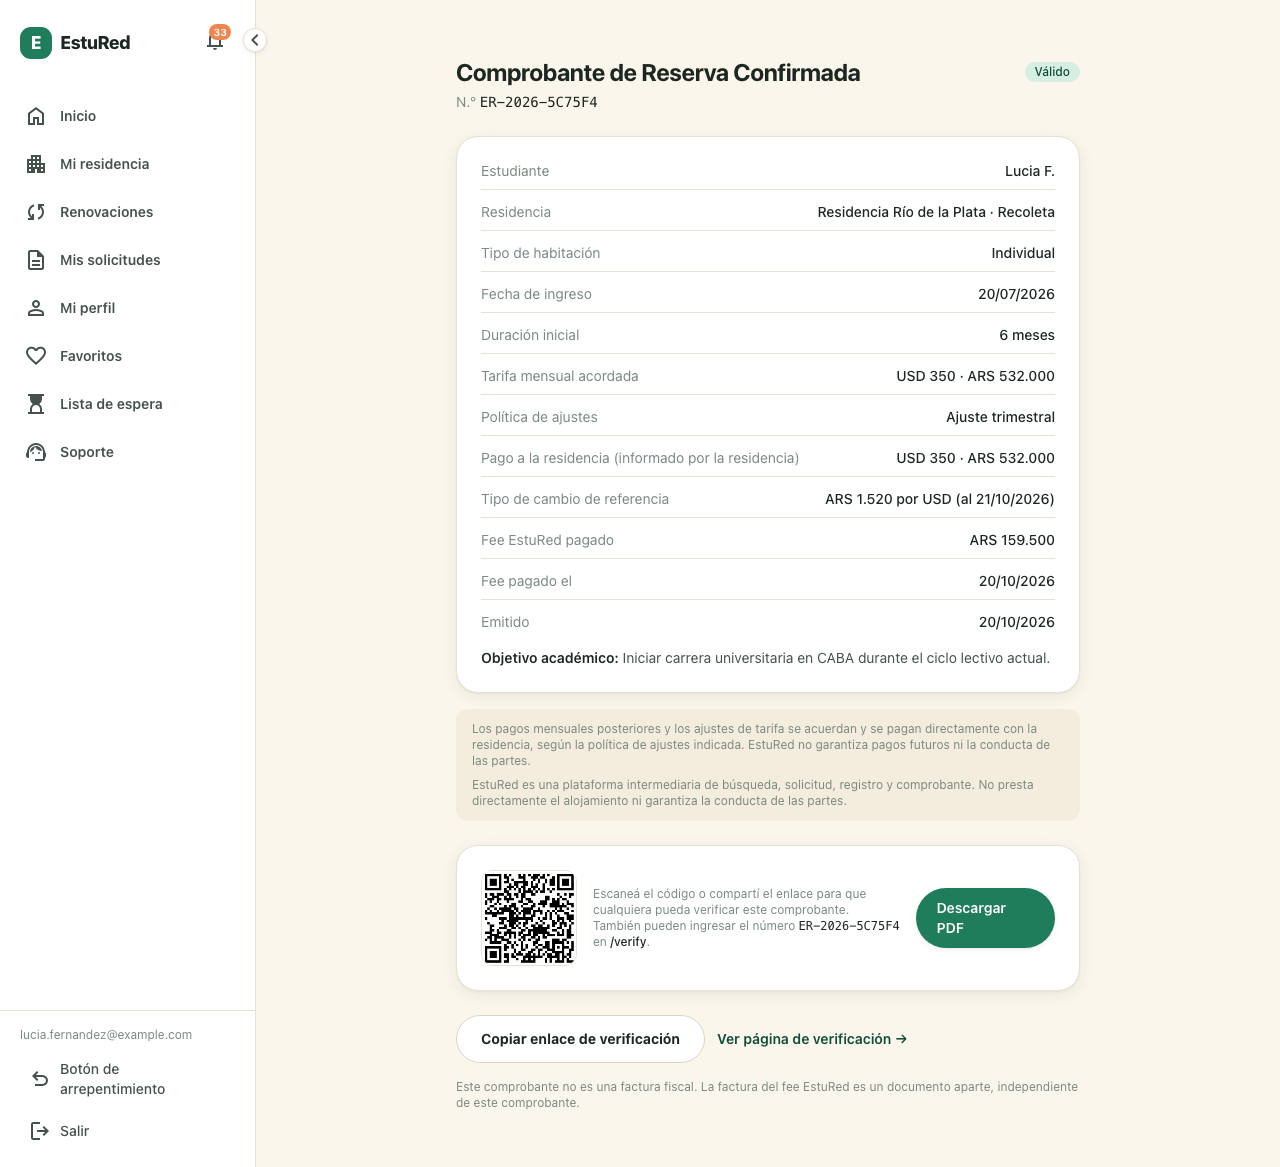 E EstuRed 33
Inicio
Mi residencia
Renovaciones
Mis solicitudes
Mi perfil
Favoritos
Lista de espera
Soporte
lucia.fernandez@example.com
Botón de
arrepentimiento
Salir
Comprobante de Reserva Confirmada Válido
N.° ER-2026-5C75F4
Estudiante Lucia F.
Residencia Residencia Río de la Plata · Recoleta
Tipo de habitación Individual
Fecha de ingreso 20/07/2026
Duración inicial 6 meses
Tarifa mensual acordada USD 350 · ARS 532.000
Política de ajustes Ajuste trimestral
Pago a la residencia (informado por la residencia) USD 350 · ARS 532.000
Tipo de cambio de referencia ARS 1.520 por USD (al 21/10/2026)
Fee EstuRed pagado ARS 159.500
Fee pagado el 20/10/2026
Emitido 20/10/2026
Objetivo académico: Iniciar carrera universitaria en CABA durante el ciclo lectivo actual.
Los pagos mensuales posteriores y los ajustes de tarifa se acuerdan y se pagan directamente con la
residencia, según la política de ajustes indicada. EstuRed no garantiza pagos futuros ni la conducta de
las partes.
EstuRed es una plataforma intermediaria de búsqueda, solicitud, registro y comprobante. No presta
directamente el alojamiento ni garantiza la conducta de las partes.
Escaneá el código o compartí el enlace para que
cualquiera pueda verificar este comprobante.
También pueden ingresar el número ER-2026-5C75F4
en /verify.
Descargar
PDF
Copiar enlace de verificación Ver página de verificación →
Este comprobante no es una factura fiscal. La factura del fee EstuRed es un documento aparte, independiente
de este comprobante.